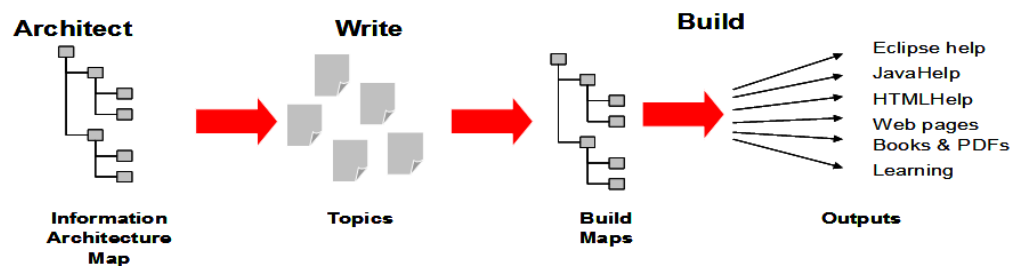 Architect
Write
Build
Eclipse help
JavaHelp
HTMLHelp
Web pages
Books & PDFs
Learning
Information
Architecture
Map
Topics
Build
Maps
Outputs